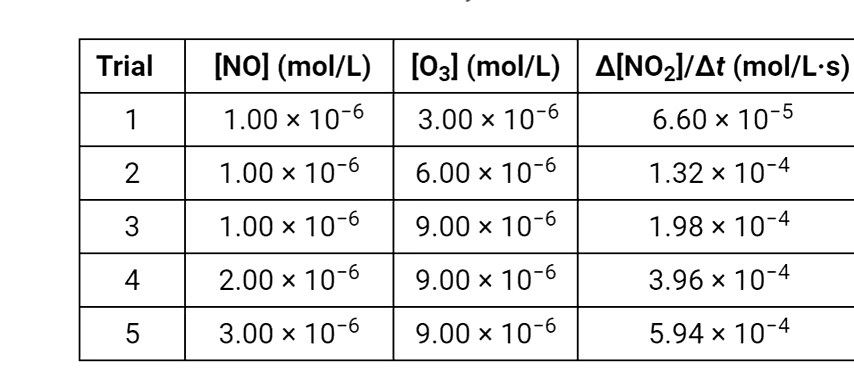 Trial [NO] (mol/L) [O₃] (mol/L) Δ[NO₂]/Δt (mol/L·s)
1 1.00 × 10⁻⁶ 3.00 × 10⁻⁶ 6.60 × 10⁻⁵
2 1.00 × 10⁻⁶ 6.00 × 10⁻⁶ 1.32 × 10⁻⁴
3 1.00 × 10⁻⁶ 9.00 × 10⁻⁶ 1.98 × 10⁻⁴
4 2.00 × 10⁻⁶ 9.00 × 10⁻⁶ 3.96 × 10⁻⁴
5 3.00 × 10⁻⁶ 9.00 × 10⁻⁶ 5.94 × 10⁻⁴